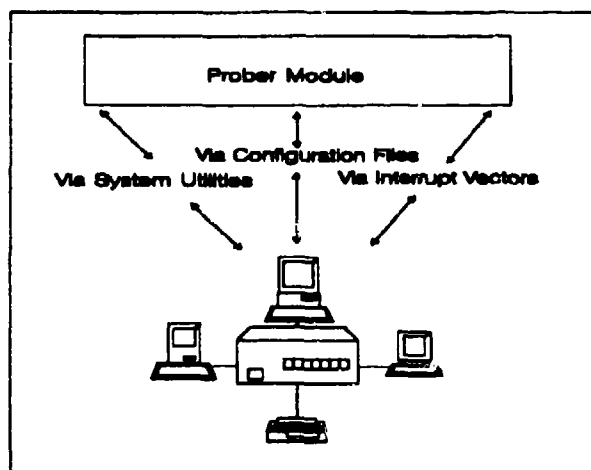 Prober Module
Via Configuration Files
Via System Utilities
Via Interrupt Vectors